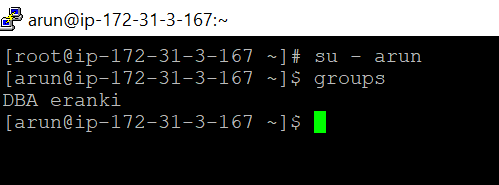 arun@ip-172-31-3-167:~
[root@ip-172-31-3-167 ~]# su - arun
[arun@ip-172-31-3-167 ~]$ groups
DBA eranki
[arun@ip-172-31-3-167 ~]$